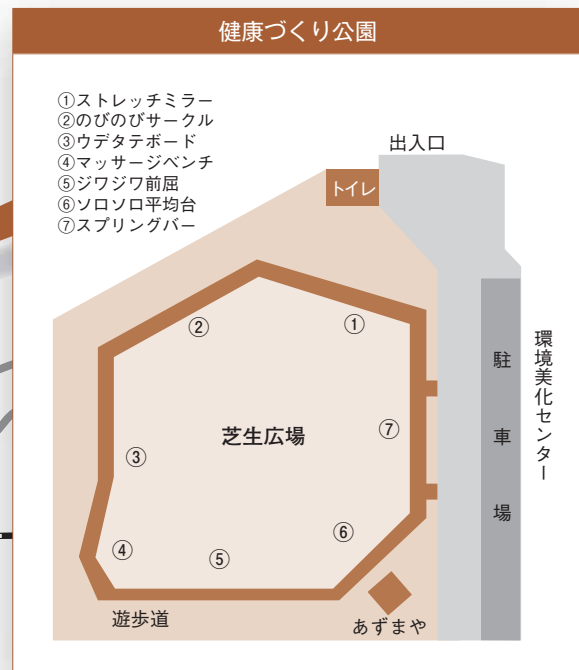 健康づくり公園
①ストレッチミラー
②のびのびサークル
③ウデタテボード
④マッサージベンチ
⑤ジワジワ前屈
⑥ソロソロ平均台
⑦スプリングバー
出入口
トイレ
①
②
環境美化センター
駐車場
芝生広場
⑦
③
⑥
④
⑤
遊歩道
あずまや